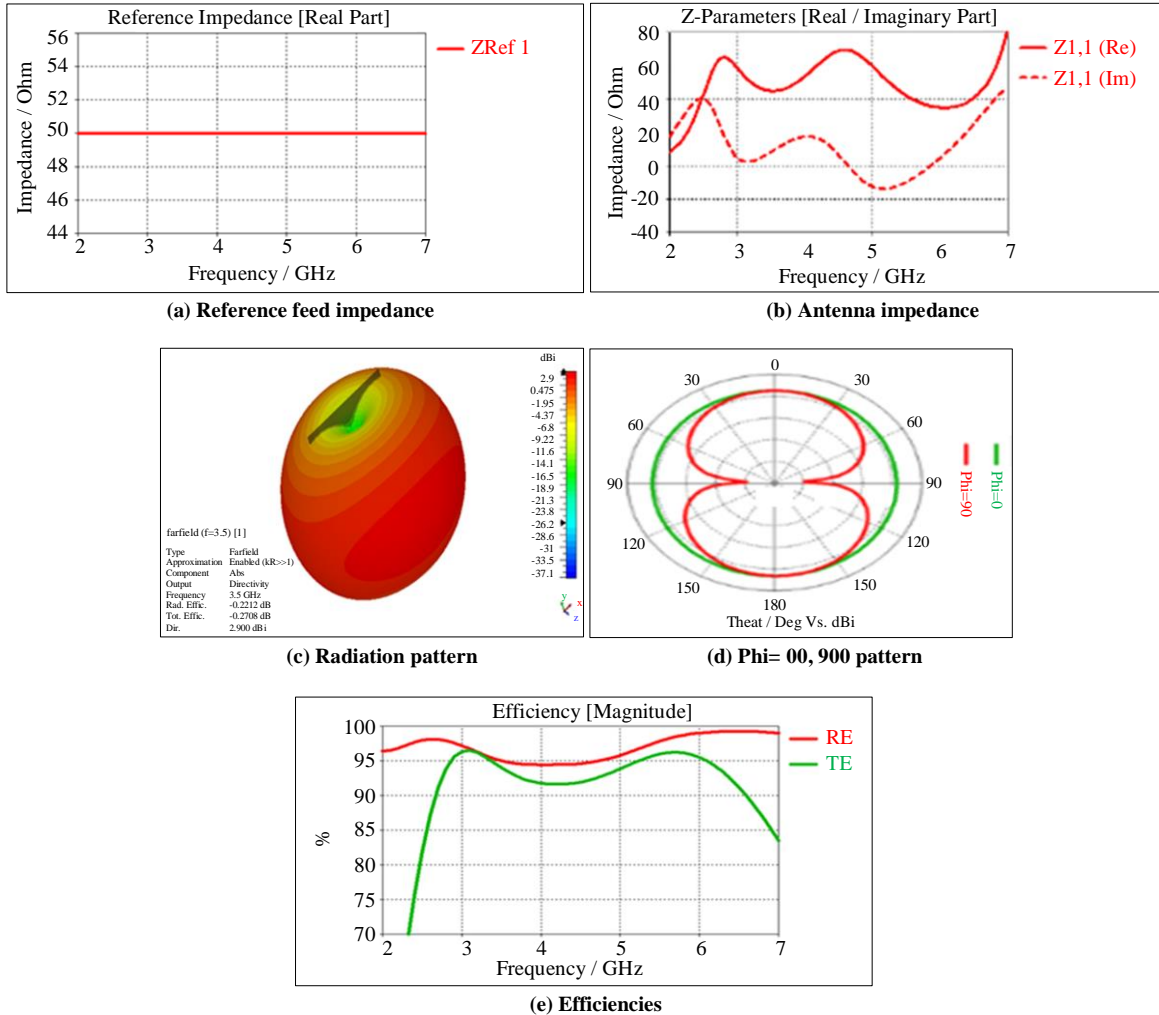 Reference Impedance [Real Part]
Impedance / Ohm
56
54
52
50
48
46
44
2 3 4 5 6 7
Frequency / GHz
ZRef 1
(a) Reference feed impedance
Z-Parameters [Real / Imaginary Part]
Impedance / Ohm
80
60
40
20
0
-20
-40
2 3 4 5 6 7
Frequency / GHz
Z1,1 (Re)
Z1,1 (Im)
(b) Antenna impedance
dBi
2.9
0.475
-1.95
-4.37
-6.8
-9.22
-11.6
-14.1
-16.5
-18.9
-21.3
-23.8
-26.2
-28.6
-31
-33.5
-37.1
farfield (f=3.5) [1]
Type Farfield
Approximation Enabled (kR>>1)
Component Abs
Output Directivity
Frequency 3.5 GHz
Rad. Effic. -0.2212 dB
Tot. Effic. -0.2708 dB
Dir. 2.900 dBi
y
x
z
(c) Radiation pattern
0
30 30
60 60
90 90
120 120
150 150
180
Theat / Deg Vs. dBi
Phi=90
Phi=0
(d) Phi= 00, 900 pattern
Efficiency [Magnitude]
%
100
95
90
85
80
75
70
2 3 4 5 6 7
Frequency / GHz
RE
TE
(e) Efficiencies